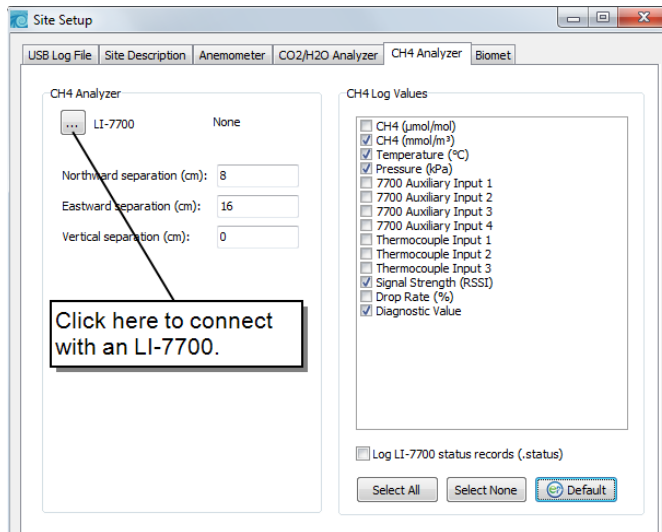 Site Setup
USB Log File
Site Description
Anemometer
CO2/H2O Analyzer
CH4 Analyzer
Biomet
CH4 Analyzer
... LI-7700 None
Northward separation (cm): 8
Eastward separation (cm): 16
Vertical separation (cm): 0
Click here to connect
with an LI-7700.
CH4 Log Values
CH4 (µmol/mol)
CH4 (mmol/m³)
Temperature (°C)
Pressure (kPa)
7700 Auxiliary Input 1
7700 Auxiliary Input 2
7700 Auxiliary Input 3
7700 Auxiliary Input 4
Thermocouple Input 1
Thermocouple Input 2
Thermocouple Input 3
Signal Strength (RSSI)
Drop Rate (%)
Diagnostic Value
Log LI-7700 status records (.status)
Select All
Select None
Default